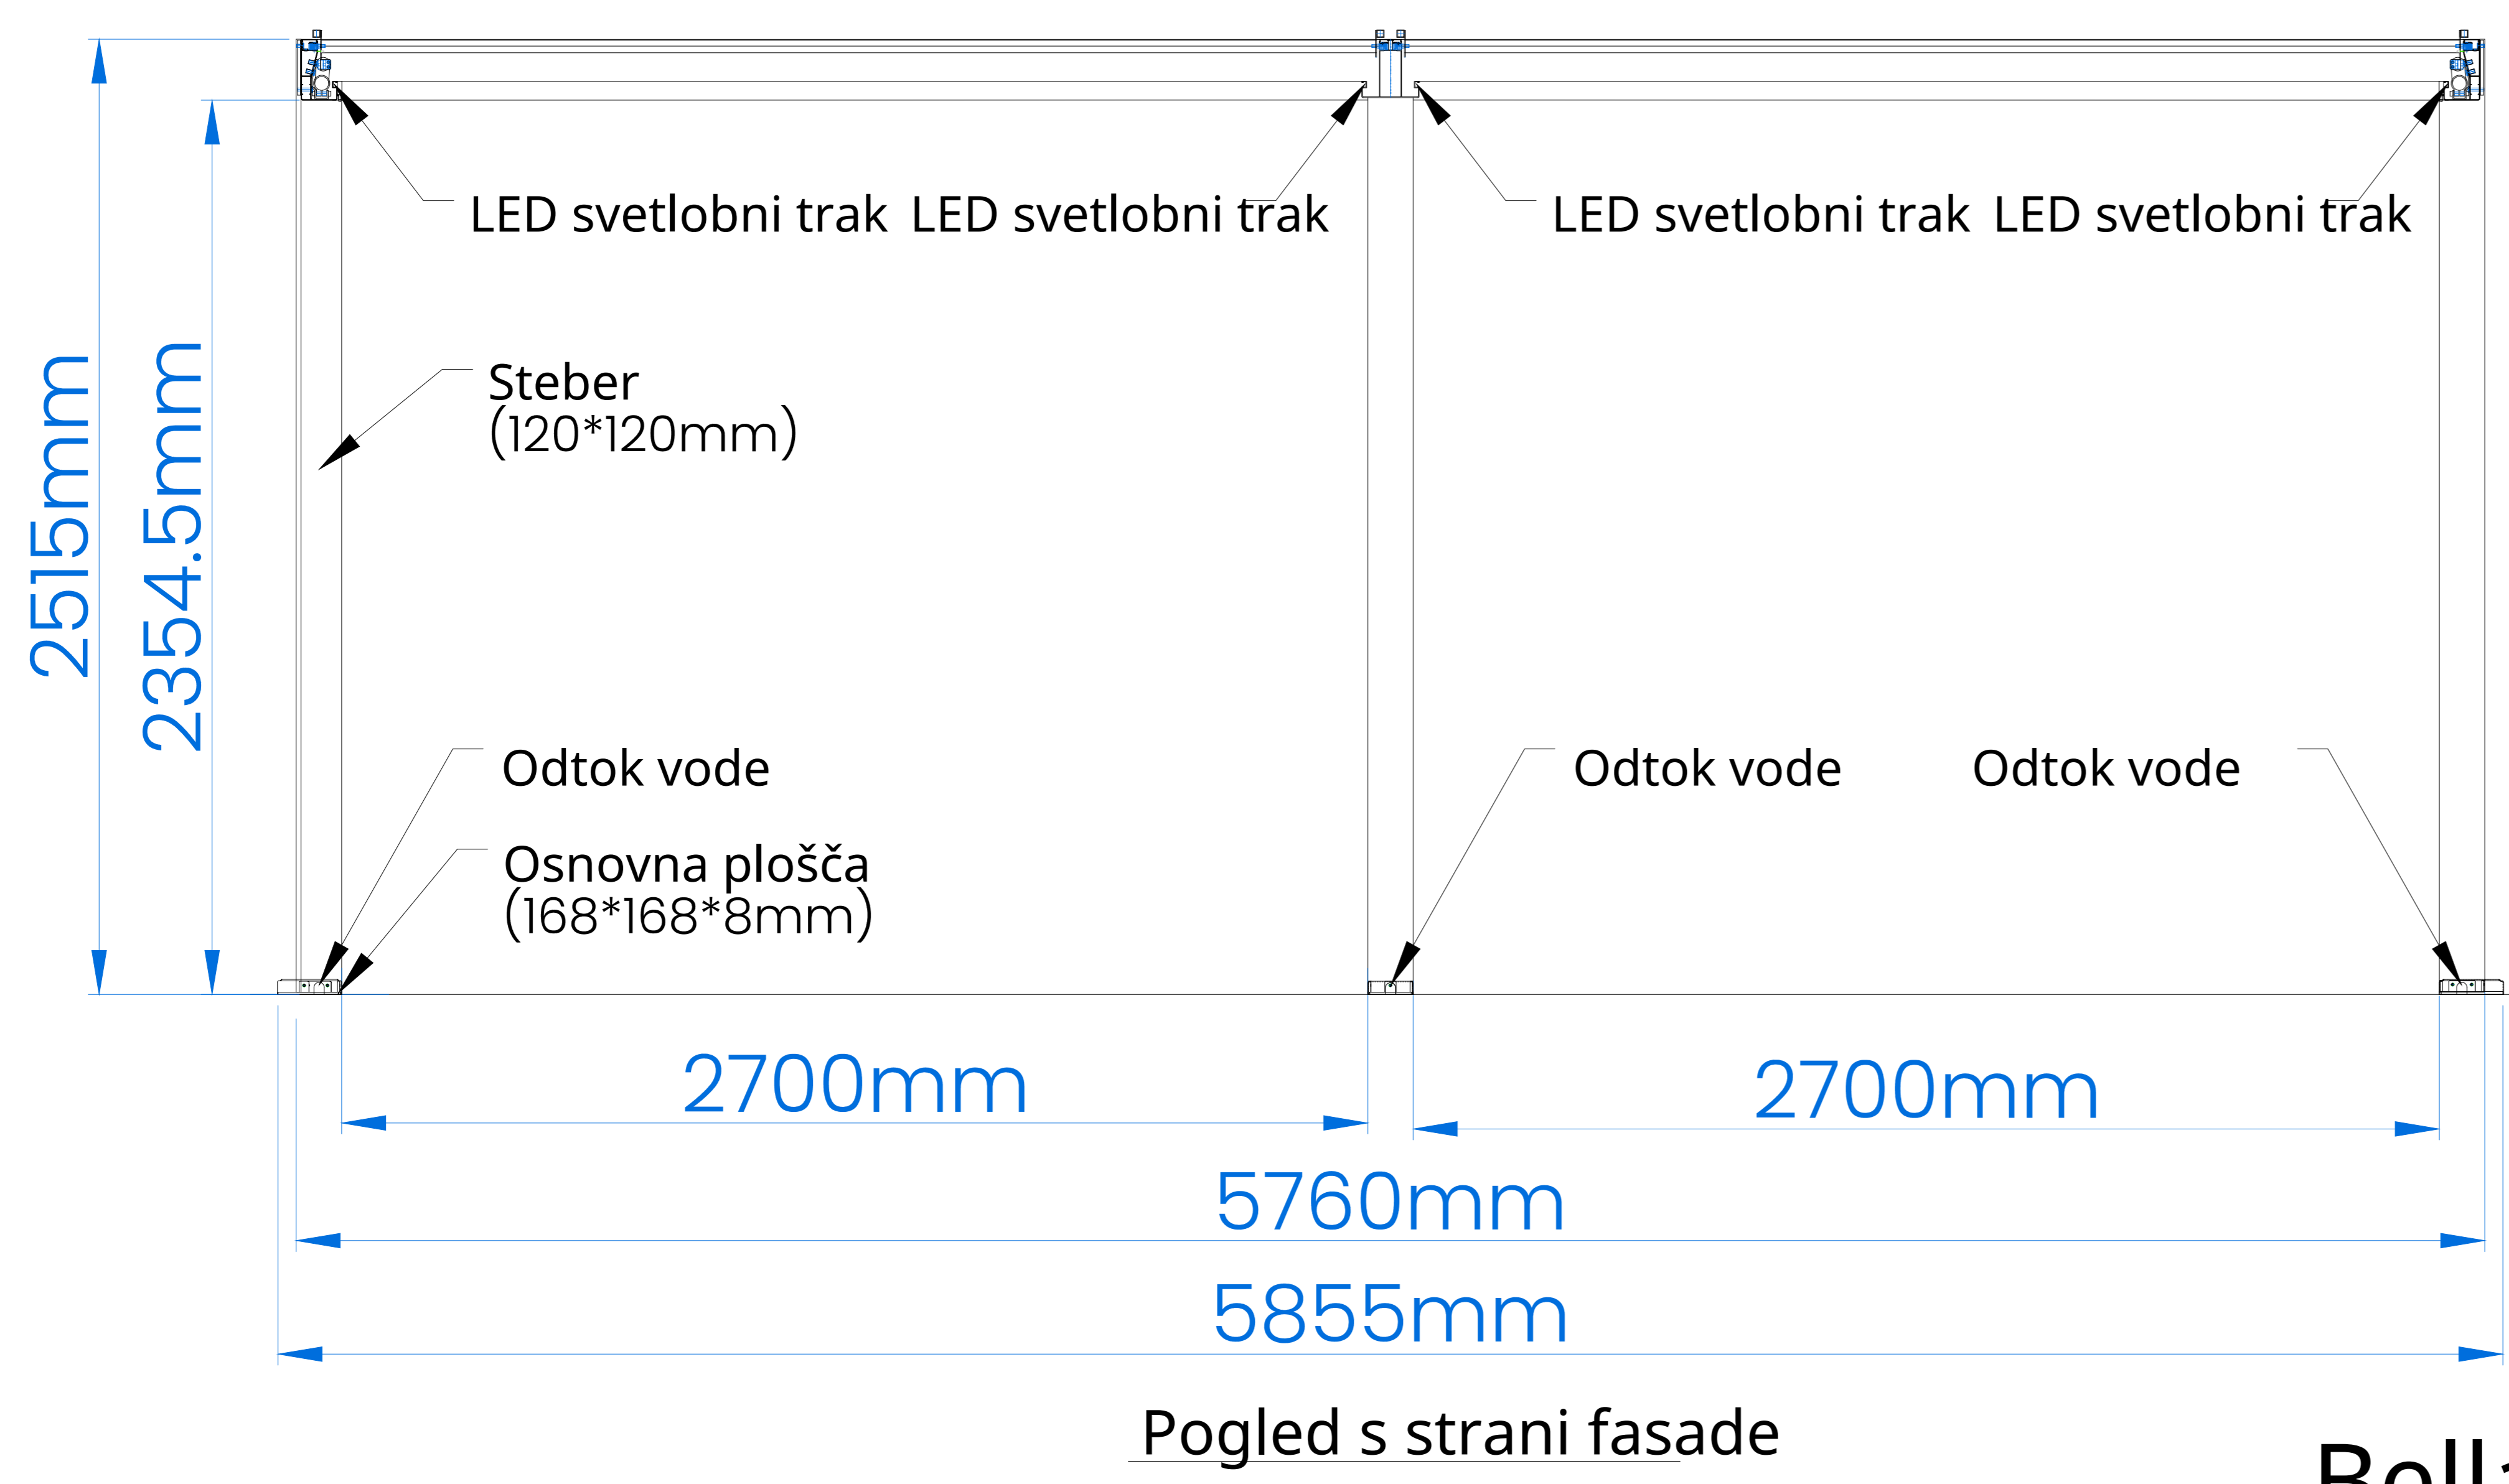 LED svetlobni trak LED svetlobni trak LED svetlobni trak LED svetlobni trak
Steber
(120*120mm)
2515mm
2354.5mm
Odtok vode Odtok vode Odtok vode
Osnovna plošča
(168*168*8mm)
2700mm 2700mm
5760mm
5855mm
Pogled s strani fasade